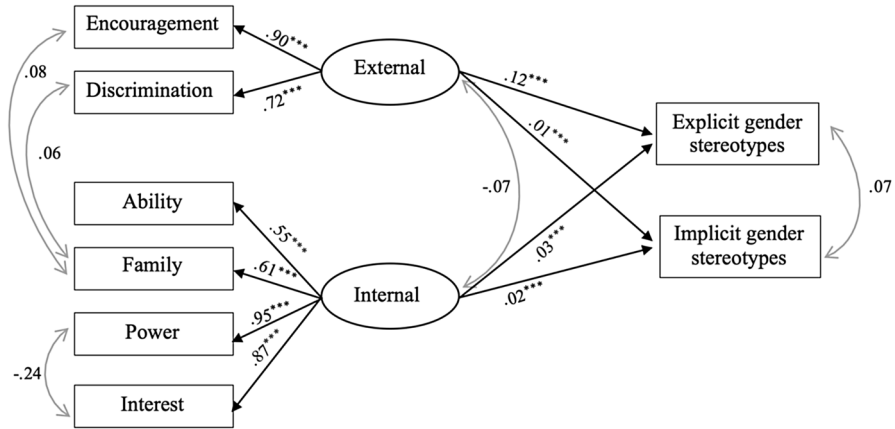 Encouragement
.90***
External
.08
Discrimination
.72***
.12***
Explicit gender
stereotypes
.01***
.06
-.07
.07
Ability
.55***
Implicit gender
stereotypes
.03***
Family
.61***
Internal
.02***
Power
.95***
.87***
-.24
Interest